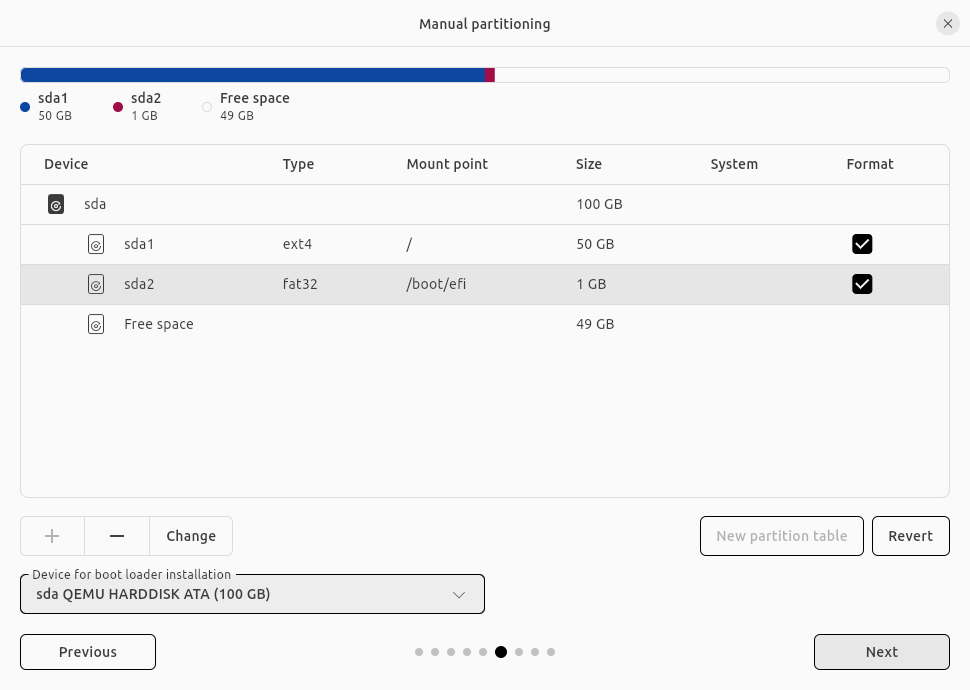 Manual partitioning
sda1
50 GB
sda2
1 GB
Free space
49 GB
Device Type Mount point Size System Format
sda 100 GB
sda1 ext4 / 50 GB
sda2 fat32 /boot/efi 1 GB
Free space 49 GB
Change New partition table Revert
Device for boot loader installation
sda QEMU HARDDISK ATA (100 GB)
Previous Next